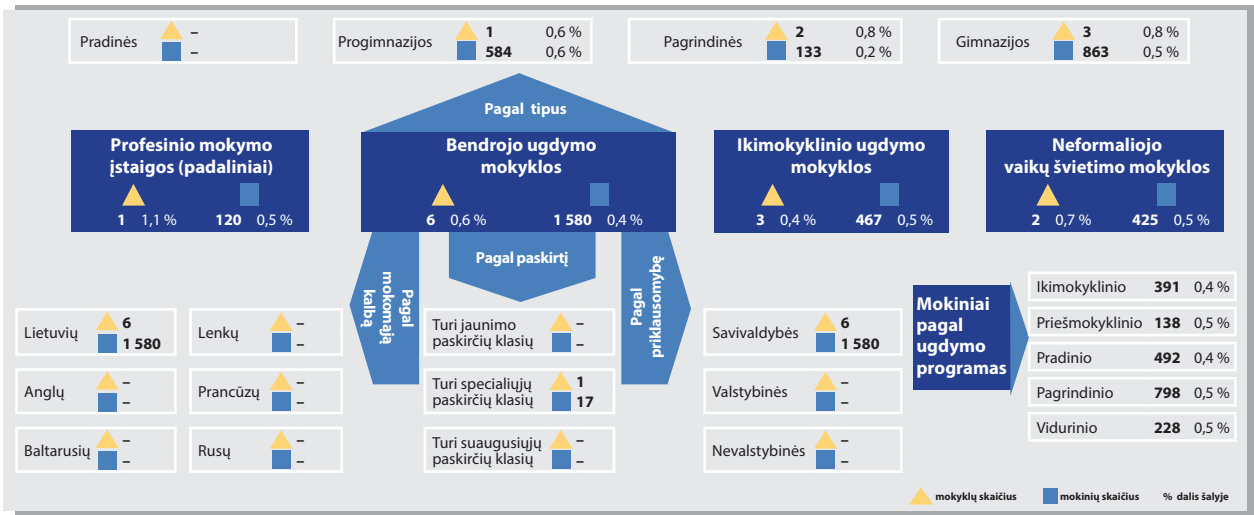 Pradinės – –
Progimnazijos 1 0,6 %
584 0,6 %
Pagrindinės 2 0,8 %
133 0,2 %
Gimnazijos 3 0,8 %
863 0,5 %
Pagal tipus
Profesinio mokymo
įstaigos (padaliniai)
1 1,1 % 120 0,5 %
Bendrojo ugdymo
mokyklos
6 0,6 % 1 580 0,4 %
Ikimokyklinio ugdymo
mokyklos
3 0,4 % 467 0,5 %
Neformaliojo
vaikų švietimo mokyklos
2 0,7 % 425 0,5 %
Pagal
mokomąją
kalbą
Pagal paskirtį
Pagal
priklausomybę
Lietuvių 6
1 580
Lenkų –
–
Anglų –
–
Prancūzų –
–
Baltarusių –
–
Rusų –
–
Turi jaunimo –
paskirčių klasių –
Turi specialiųjų 1
paskirčių klasių 17
Turi suaugusiųjų –
paskirčių klasių –
Savivaldybės 6
1 580
Valstybinės –
–
Nevalstybinės –
–
Mokiniai
pagal
ugdymo
programas
Ikimokyklinio 391 0,4 %
Priešmokyklinio 138 0,5 %
Pradinio 492 0,4 %
Pagrindinio 798 0,5 %
Vidurinio 228 0,5 %
mokyklų skaičius mokinių skaičius % dalis šalyje